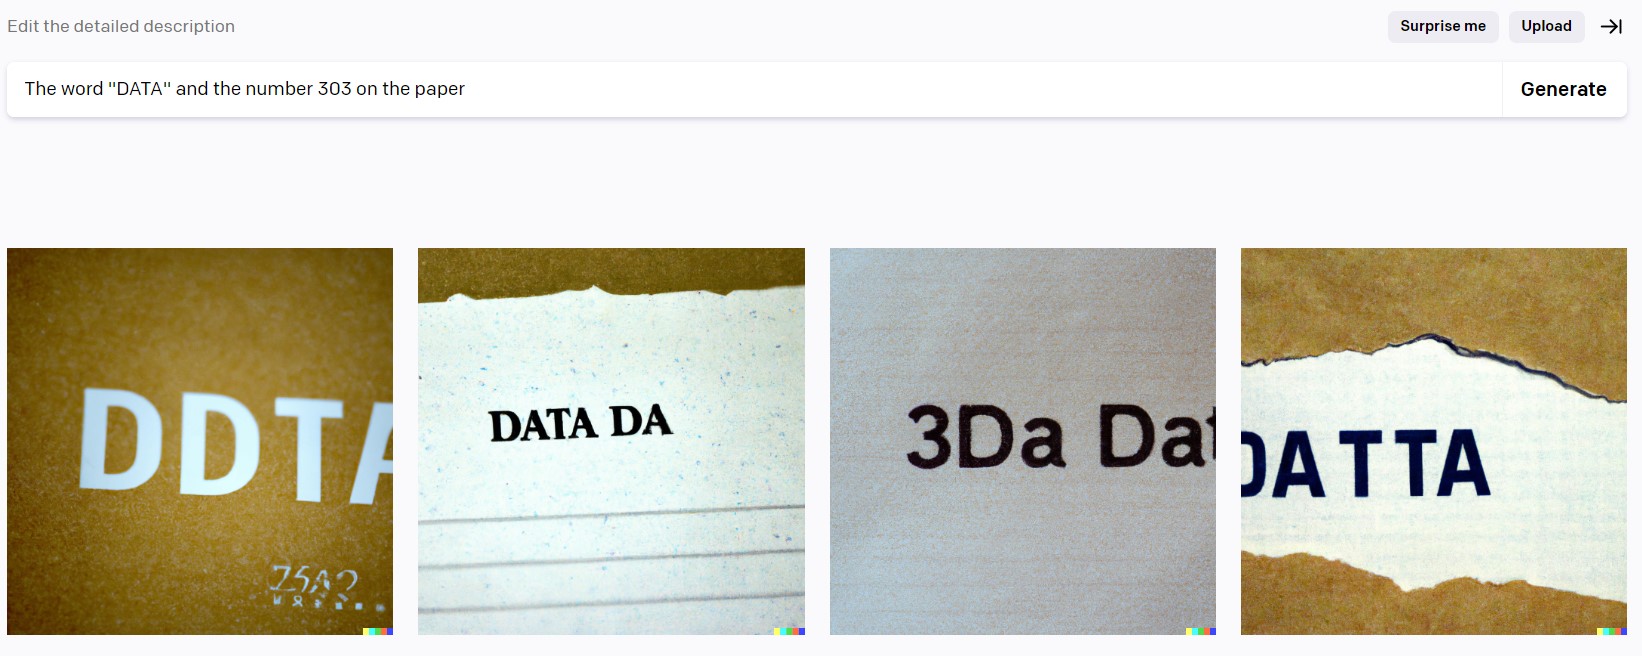 Edit the detailed description
Surprise me
Upload
The word "DATA" and the number 303 on the paper
Generate
DDTA
DATA DA
3Da Dat
DATTA